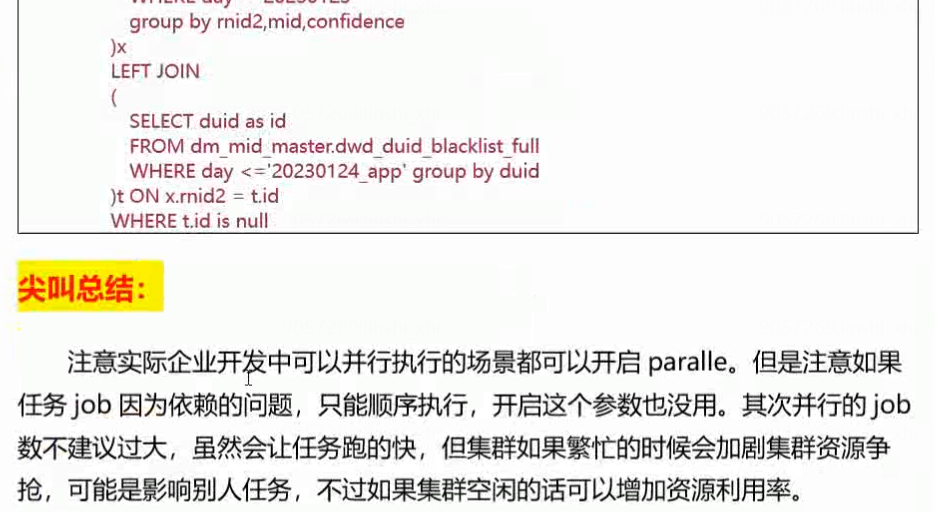 group by rnid2,mid,confidence
)x
LEFT JOIN
(
SELECT duid as id
FROM dm_mid_master.dwd_duid_blacklist_full
WHERE day <='20230124_app' group by duid
)t ON x.rnid2 = t.id
WHERE t.id is null
尖叫总结：
注意实际企业开发中可以并行执行的场景都可以开启 paralle。但是注意如果
任务 job 因为依赖的问题，只能顺序执行，开启这个参数也没用。其次并行的 job
数不建议过大，虽然会让任务跑的快，但集群如果繁忙的时候会加剧集群资源争
抢，可能是影响别人任务，不过如果集群空闲的话可以增加资源利用率。